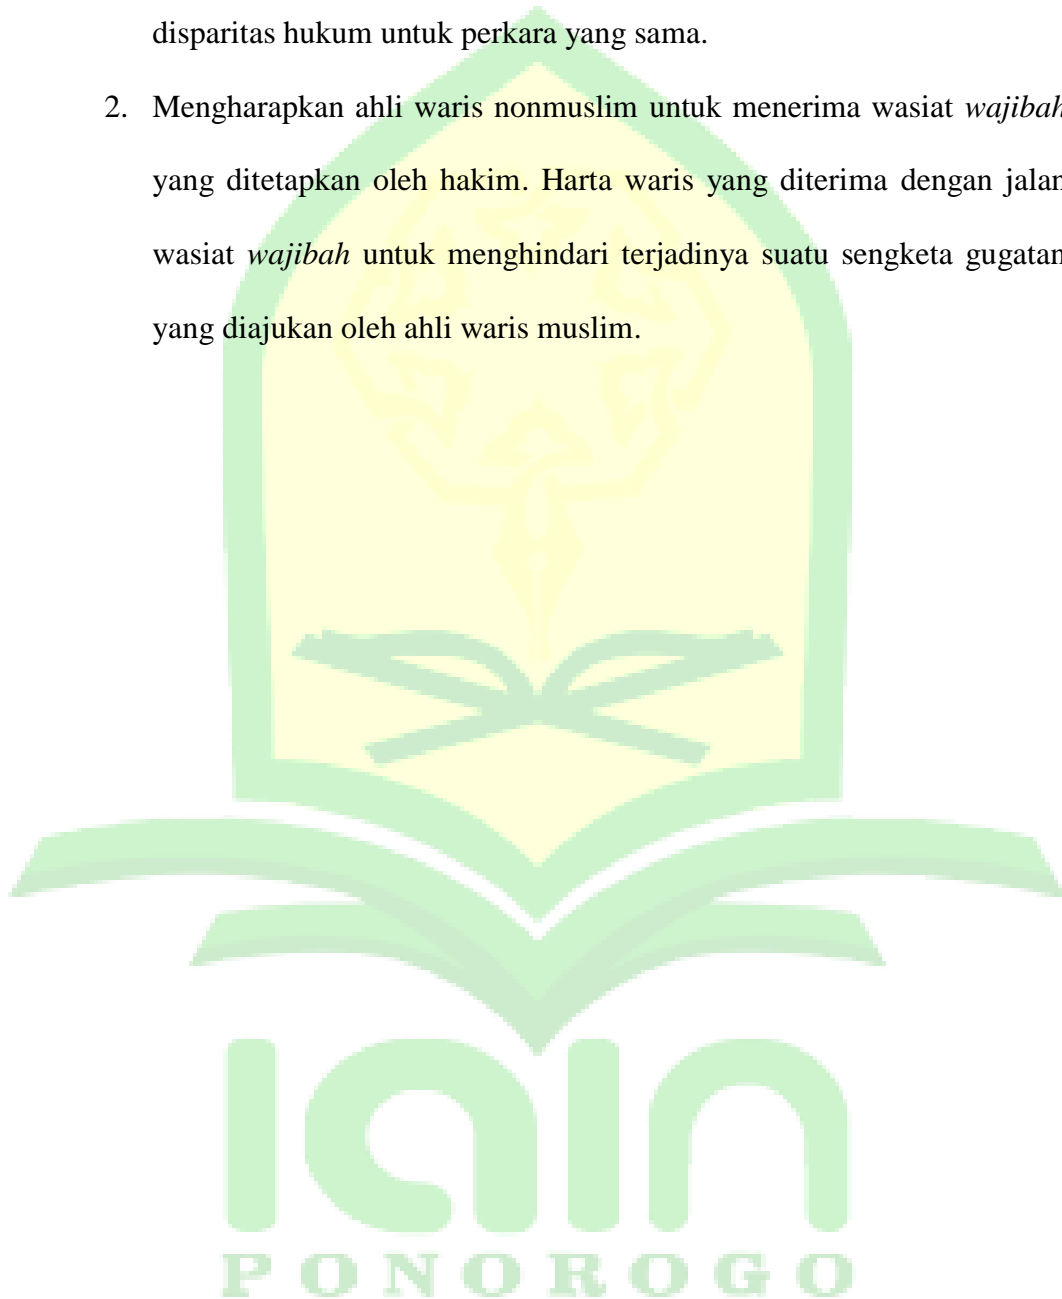 disparitas hukum untuk perkara yang sama.
2. Mengharapkan ahli waris nonmuslim untuk menerima wasiat wajibah
yang ditetapkan oleh hakim. Harta waris yang diterima dengan jalan
wasiat wajibah untuk menghindari terjadinya suatu sengketa gugatan
yang diajukan oleh ahli waris muslim.
iain
PONOROGO